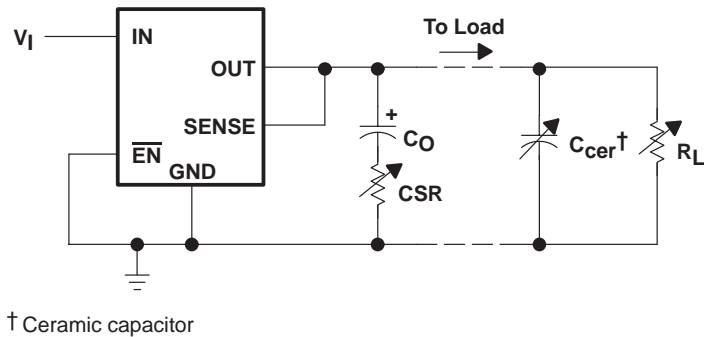 To Load
VI
IN
OUT
SENSE
EN
GND
+
CO
CSR
Ccer†
RL
† Ceramic capacitor